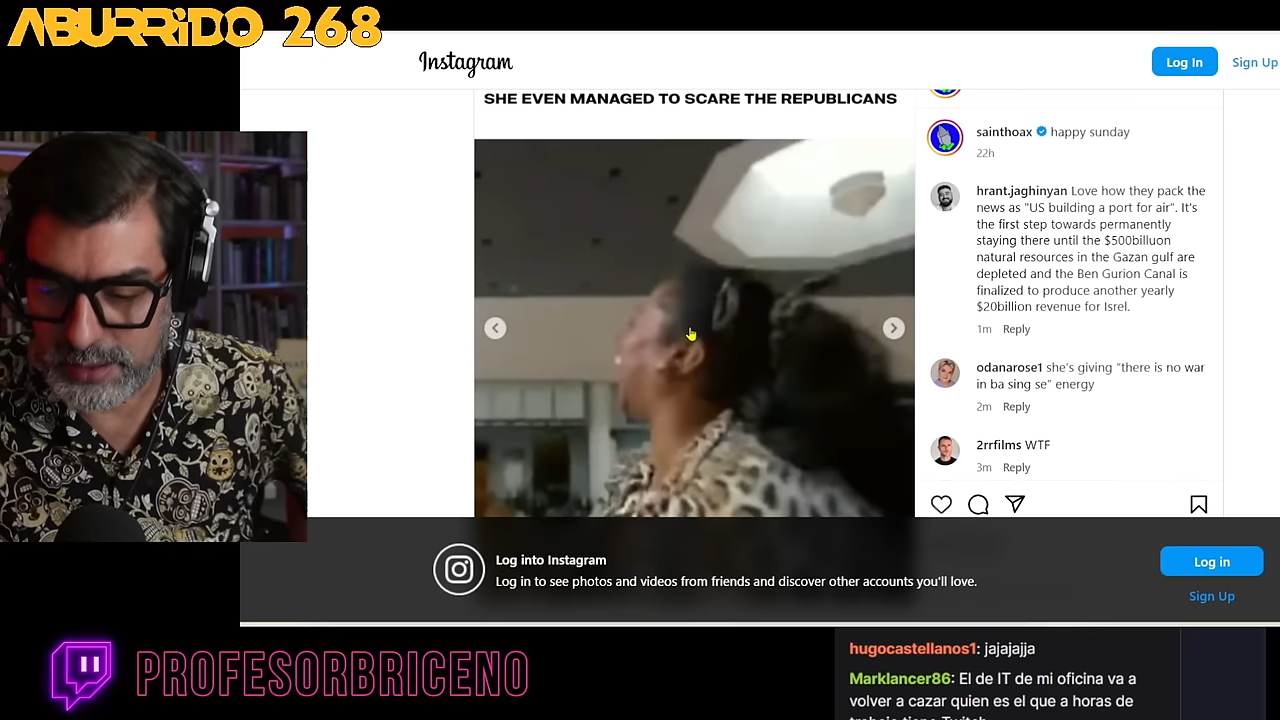 ABURRiDO 268
Instagram
Log In
Sign Up
SHE EVEN MANAGED TO SCARE THE REPUBLICANS
sainthoax happy sunday
22h
hrant.jaghinyan Love how they pack the
news as "US building a port for air". It's
the first step towards permanently
staying there until the $500billuon
natural resources in the Gazan gulf are
depleted and the Ben Gurion Canal is
finalized to produce another yearly
$20billion revenue for Isrel.
1m Reply
odanarose1 she's giving "there is no war
in ba sing se" energy
2m Reply
2rrfilms WTF
3m Reply
Log into Instagram
Log in to see photos and videos from friends and discover other accounts you'll love.
Log in
Sign Up
PROFESORBRICENO
hugocastellanos1: jajajajja
Marklancer86: El de IT de mi oficina va a
volver a cazar quien es el que a horas de
trabajo tiene Twitch